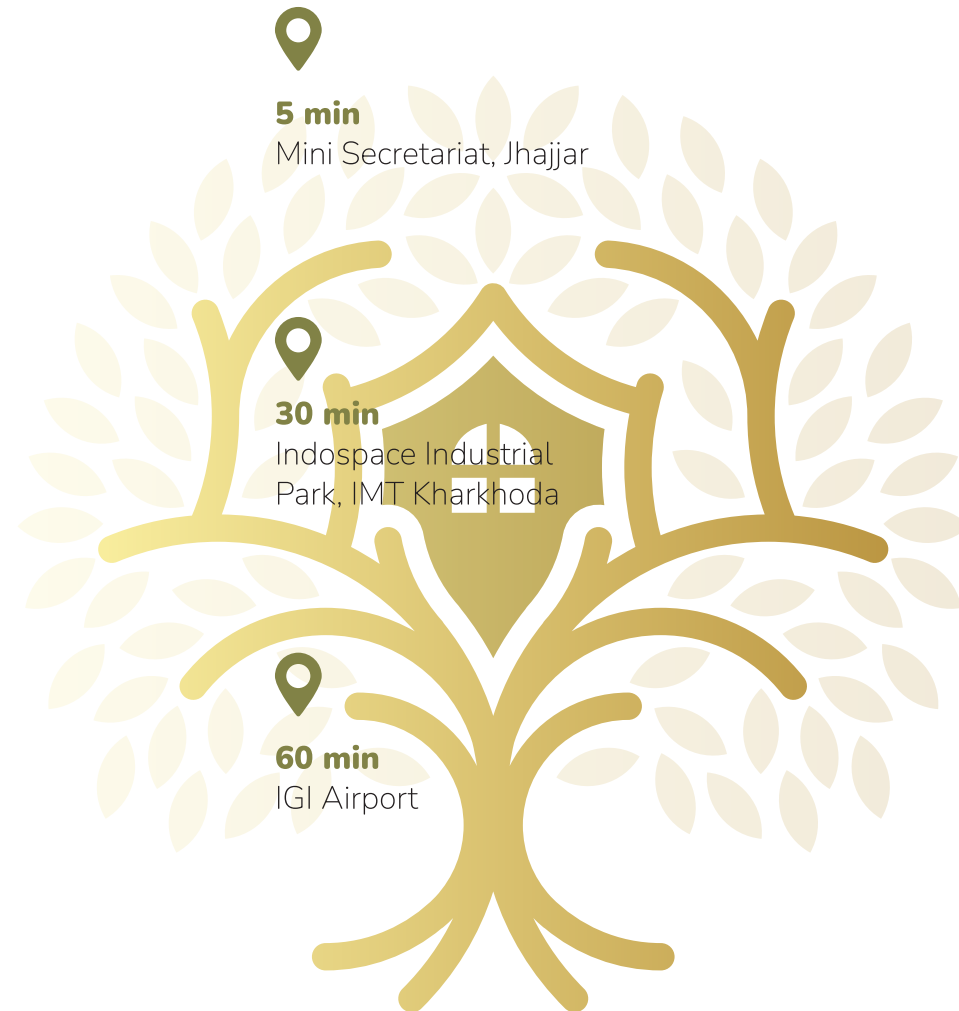 5 min
Mini Secretariat, Jhajjar
30 min
Indospace Industrial
Park, IMT Kharkhoda
60 min
IGI Airport